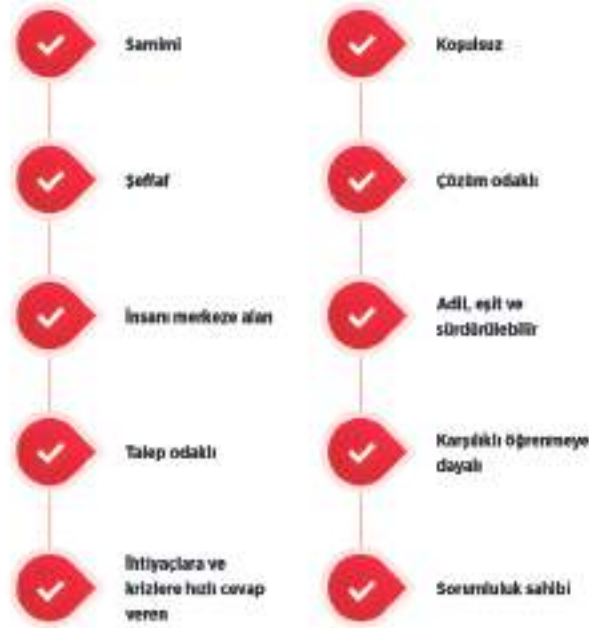 Samimi
Şeffaf
İnsanı merkeze alan
Talep odaklı
İhtiyaçlara ve
krizlere hızlı cevap
veren
Koşulsuz
Çözüm odaklı
Adil, eşit ve
sürdürülebilir
Karşılıklı öğrenmeye
dayalı
Sorumluluk sahibi